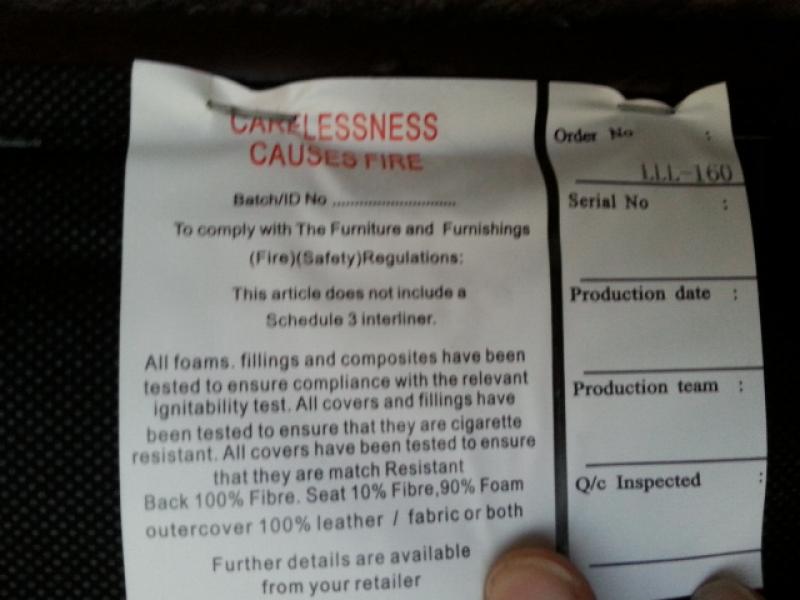 CARELESSNESS
CAUSES FIRE
Batch/ID No ............................
To comply with The Furniture and Furnishings
(Fire)(Safety)Regulations:
This article does not include a
Schedule 3 interliner.
All foams. fillings and composites have been
tested to ensure compliance with the relevant
ignitability test. All covers and fillings have
been tested to ensure that they are cigarette
resistant. All covers have been tested to ensure
that they are match Resistant
Back 100% Fibre. Seat 10% Fibre,90% Foam
outercover 100% leather / fabric or both
Further details are available
from your retailer
Order No :
LLL-160
Serial No :
Production date :
Production team :
Q/c Inspected :